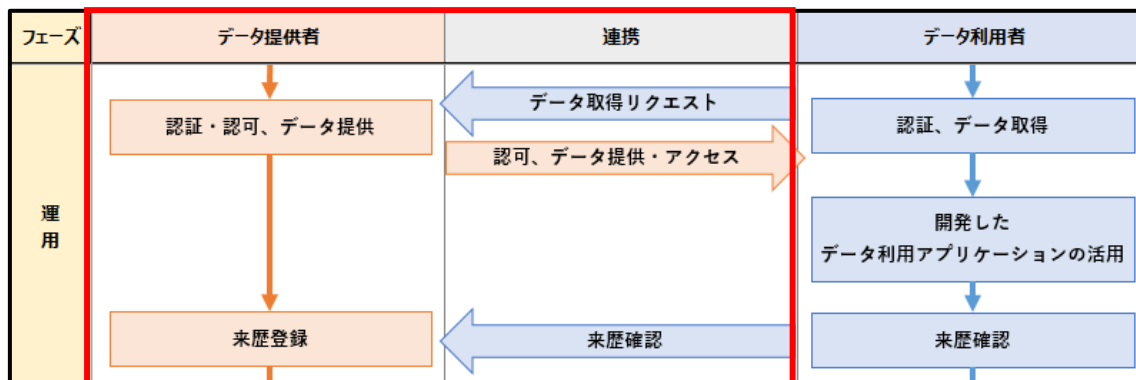 フェーズ
データ提供者
連携
データ利用者
運
用
認証・認可、データ提供
データ取得リクエスト
認証、データ取得
認可、データ提供・アクセス
開発した
データ利用アプリケーションの活用
来歴登録
来歴確認
来歴確認